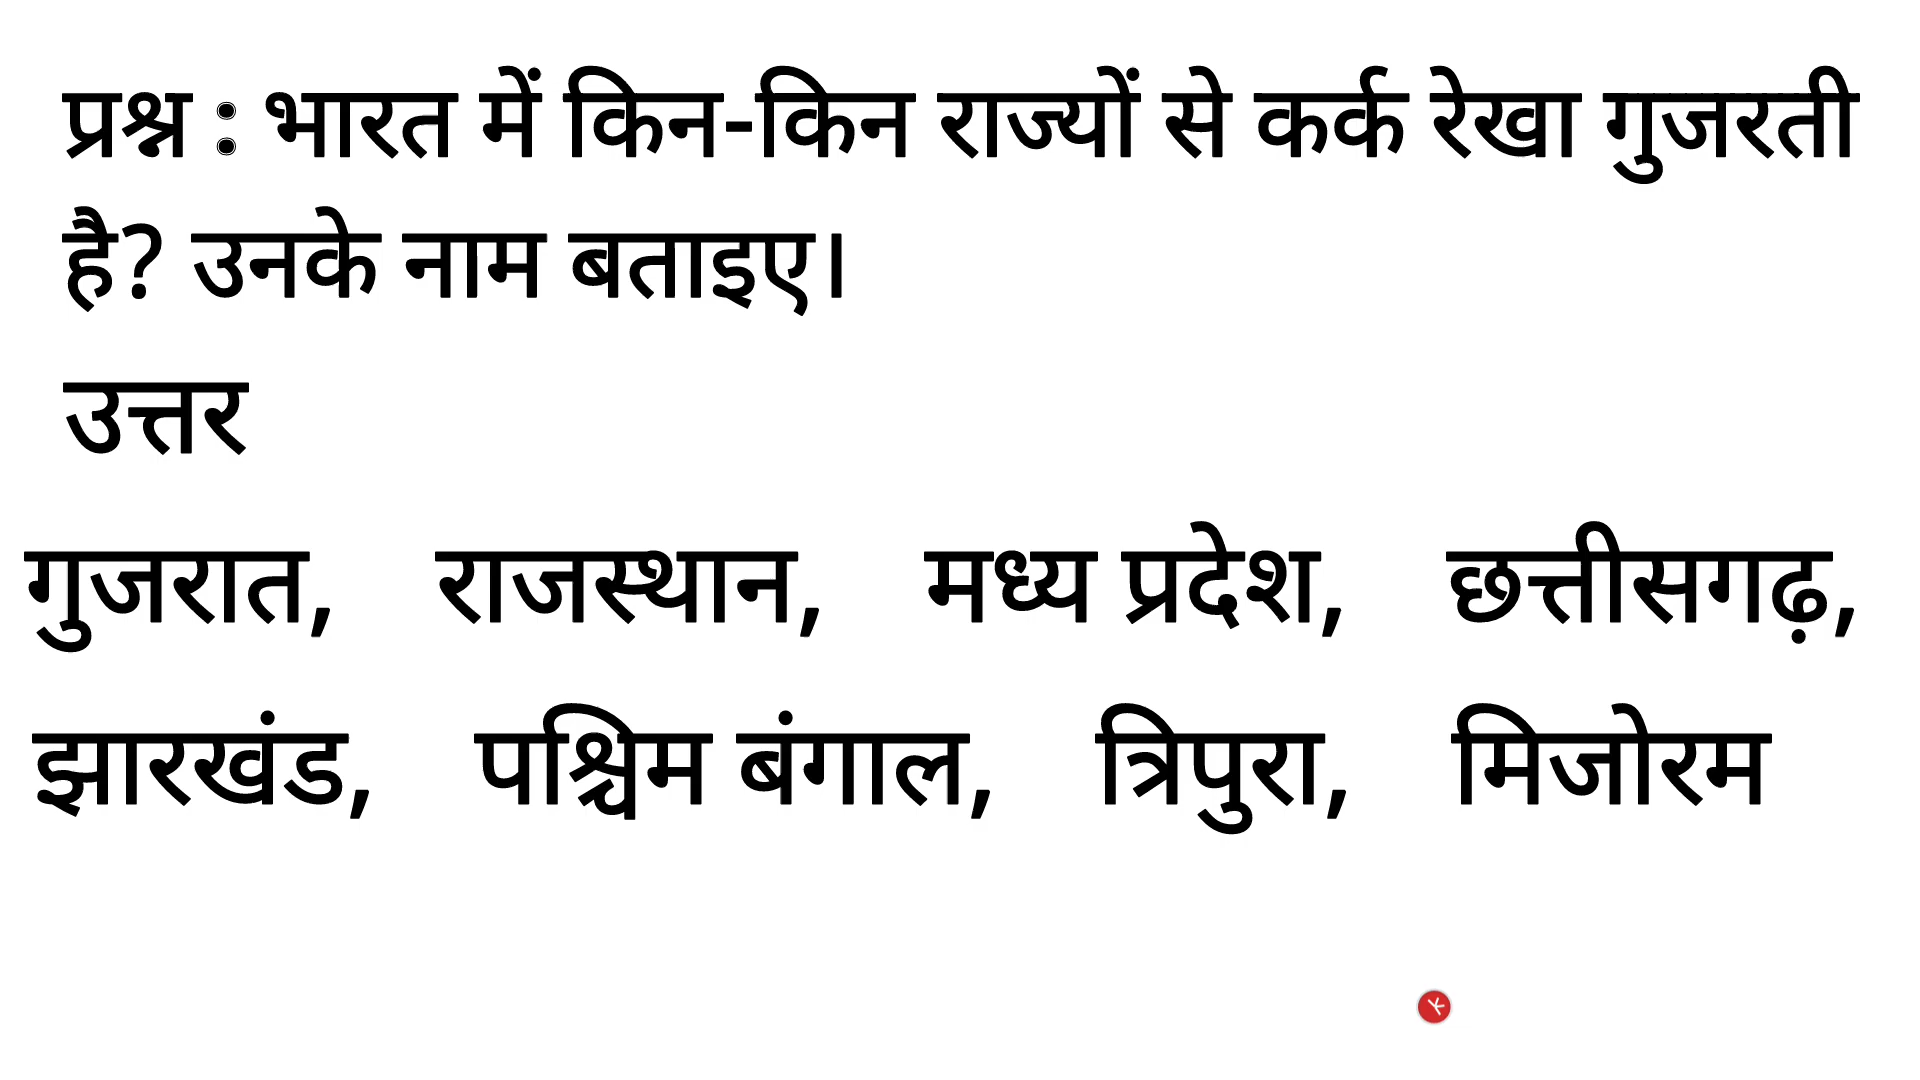 प्रश्न : भारत में किन-किन राज्यों से कर्क रेखा गुजरती
है? उनके नाम बताइए।
उत्तर
गुजरात, राजस्थान, मध्य प्रदेश, छत्तीसगढ़,
झारखंड, पश्चिम बंगाल, त्रिपुरा, मिजोरम